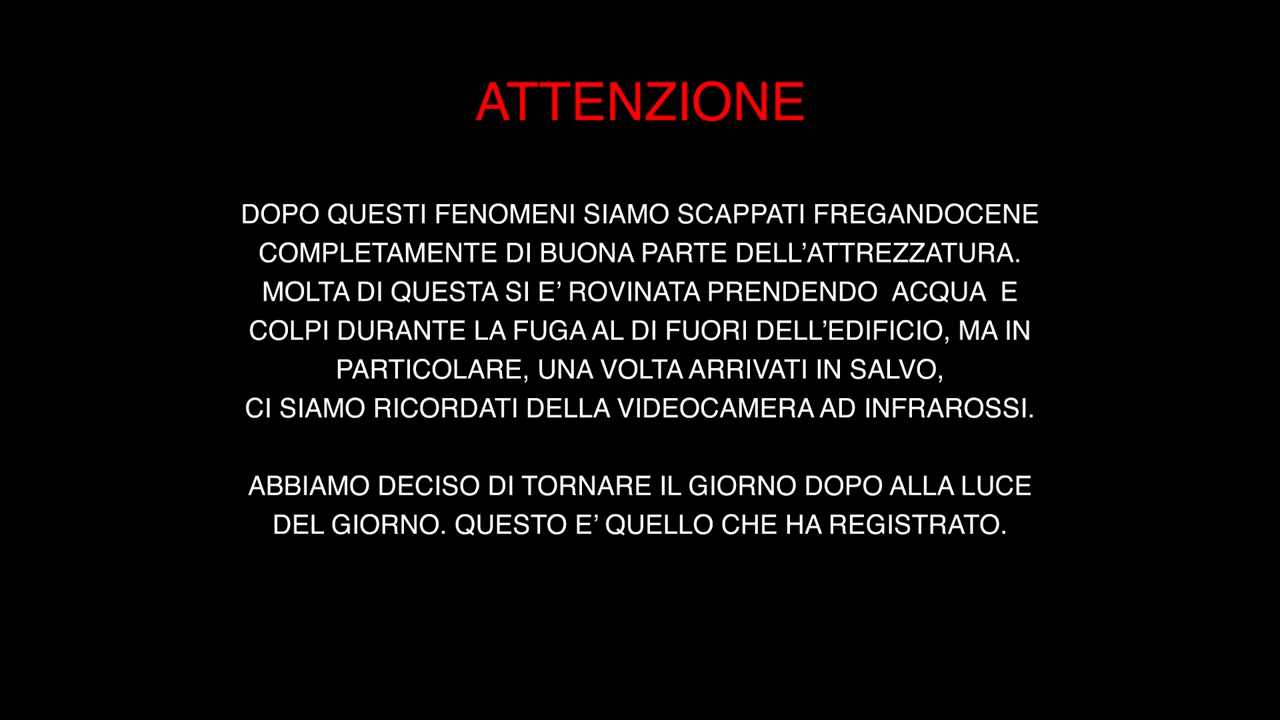 ATTENZIONE
DOPO QUESTI FENOMENI SIAMO SCAPPATI FREGANDOCENE
COMPLETAMENTE DI BUONA PARTE DELL’ATTREZZATURA.
MOLTA DI QUESTA SI E’ ROVINATA PRENDENDO  ACQUA  E
COLPI DURANTE LA FUGA AL DI FUORI DELL’EDIFICIO, MA IN
PARTICOLARE, UNA VOLTA ARRIVATI IN SALVO,
CI SIAMO RICORDATI DELLA VIDEOCAMERA AD INFRAROSSI.
ABBIAMO DECISO DI TORNARE IL GIORNO DOPO ALLA LUCE
DEL GIORNO. QUESTO E’ QUELLO CHE HA REGISTRATO.